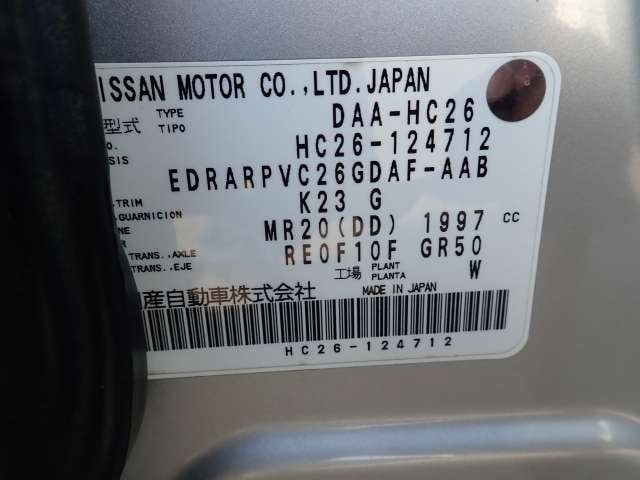 ISSAN MOTOR CO.,LTD.JAPAN
型式 TYPE TIPO DAA-HC26
O. HC26-124712
SIS
EDRARPVC26GDAF-AAB
.TRIM K23 G
.GUARNICION
INE MR20(DD) 1997 CC
TRANS.,AXLE RE0F10F GR50
TRANS.,EJE
工場 PLANT PLANTA W
産自動車株式会社 MADE IN JAPAN
HC26-124712